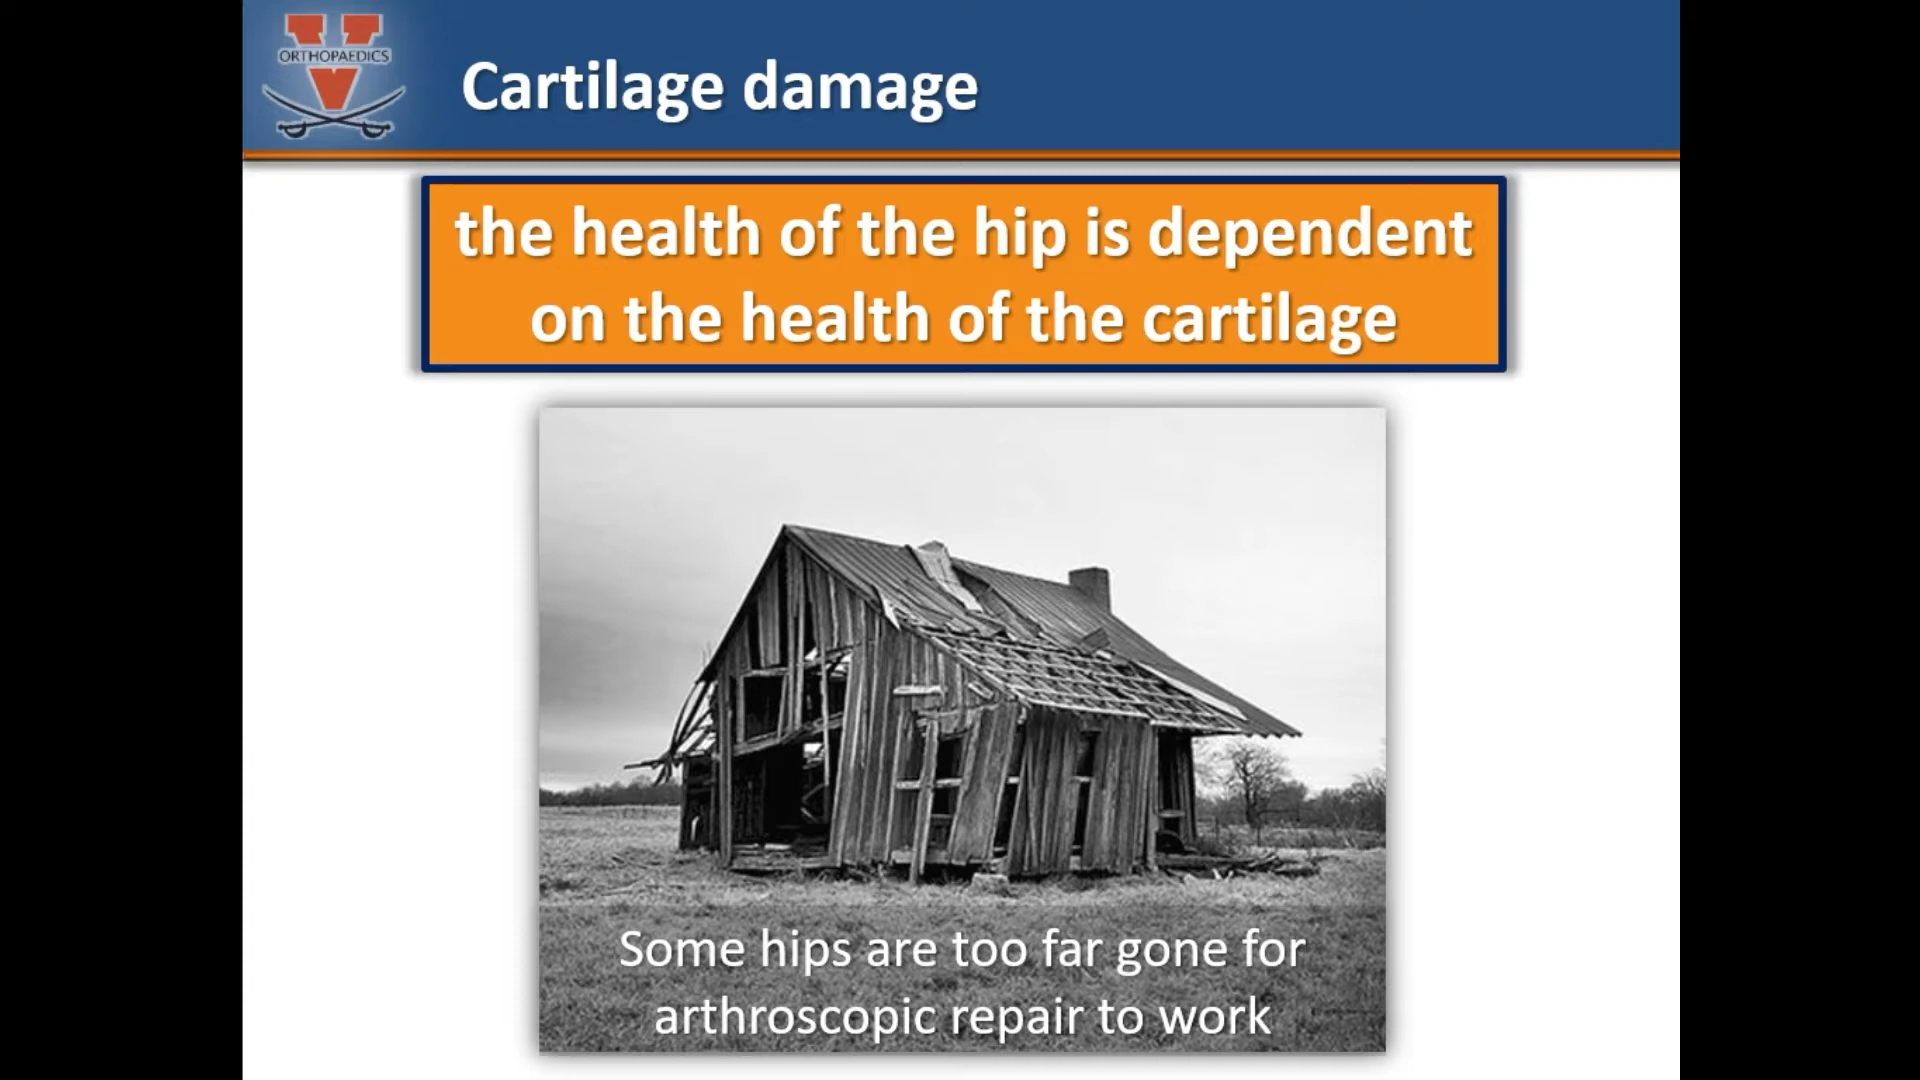 ORTHOPAEDICS
Cartilage damage
the health of the hip is dependent
on the health of the cartilage
Some hips are too far gone for
arthroscopic repair to work